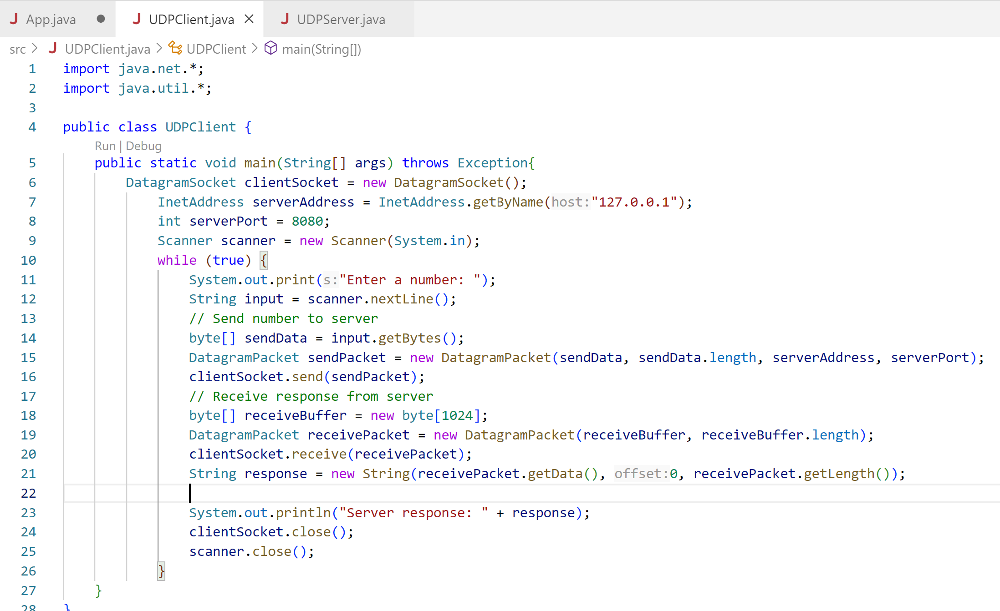 J App.java ● J UDPClient.java × J UDPServer.java
src > J UDPClient.java > UDPClient > main(String[])
1 import java.net.*;
2 import java.util.*;
3
4 public class UDPClient {
Run | Debug
5 public static void main(String[] args) throws Exception{
6 DatagramSocket clientSocket = new DatagramSocket();
7 InetAddress serverAddress = InetAddress.getByName(host:"127.0.0.1");
8 int serverPort = 8080;
9 Scanner scanner = new Scanner(System.in);
10 while (true) {
11 System.out.print(s:"Enter a number: ");
12 String input = scanner.nextLine();
13 // Send number to server
14 byte[] sendData = input.getBytes();
15 DatagramPacket sendPacket = new DatagramPacket(sendData, sendData.length, serverAddress, serverPort);
16 clientSocket.send(sendPacket);
17 // Receive response from server
18 byte[] receiveBuffer = new byte[1024];
19 DatagramPacket receivePacket = new DatagramPacket(receiveBuffer, receiveBuffer.length);
20 clientSocket.receive(receivePacket);
21 String response = new String(receivePacket.getData(), offset:0, receivePacket.getLength());
22
23 System.out.println("Server response: " + response);
24 clientSocket.close();
25 scanner.close();
26 }
27 }
28 }